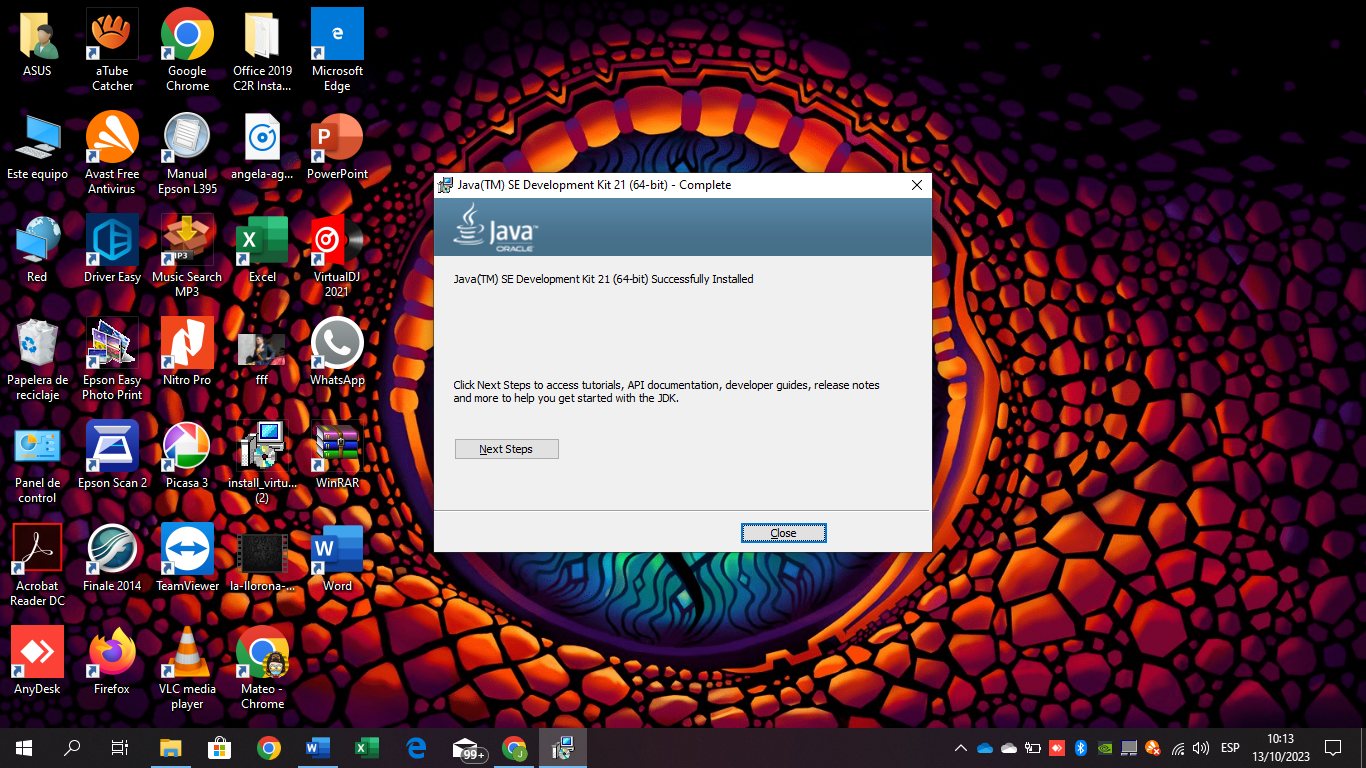 ASUS
aTube
Catcher
Google
Chrome
Office 2019
C2R Insta...
Microsoft
Edge
Este equipo
Avast Free
Antivirus
Manual
Epson L395
angela-ag...
PowerPoint
Red
Driver Easy
MP3
Music Search
MP3
Excel
VirtualDJ
2021
Papelera de
reciclaje
Epson Easy
Photo Print
Nitro Pro
fff
WhatsApp
Panel de
control
Epson Scan 2
Picasa 3
install_virtu...
(2)
WinRAR
Acrobat
Reader DC
Finale 2014
TeamViewer
la-llorona-...
Word
AnyDesk
Firefox
VLC media
player
Mateo -
Chrome
Java(TM) SE Development Kit 21 (64-bit) - Complete
Java™
ORACLE
Java(TM) SE Development Kit 21 (64-bit) Successfully Installed
Click Next Steps to access tutorials, API documentation, developer guides, release notes
and more to help you get started with the JDK.
Next Steps
Close
99+
J
ESP
10:13
13/10/2023